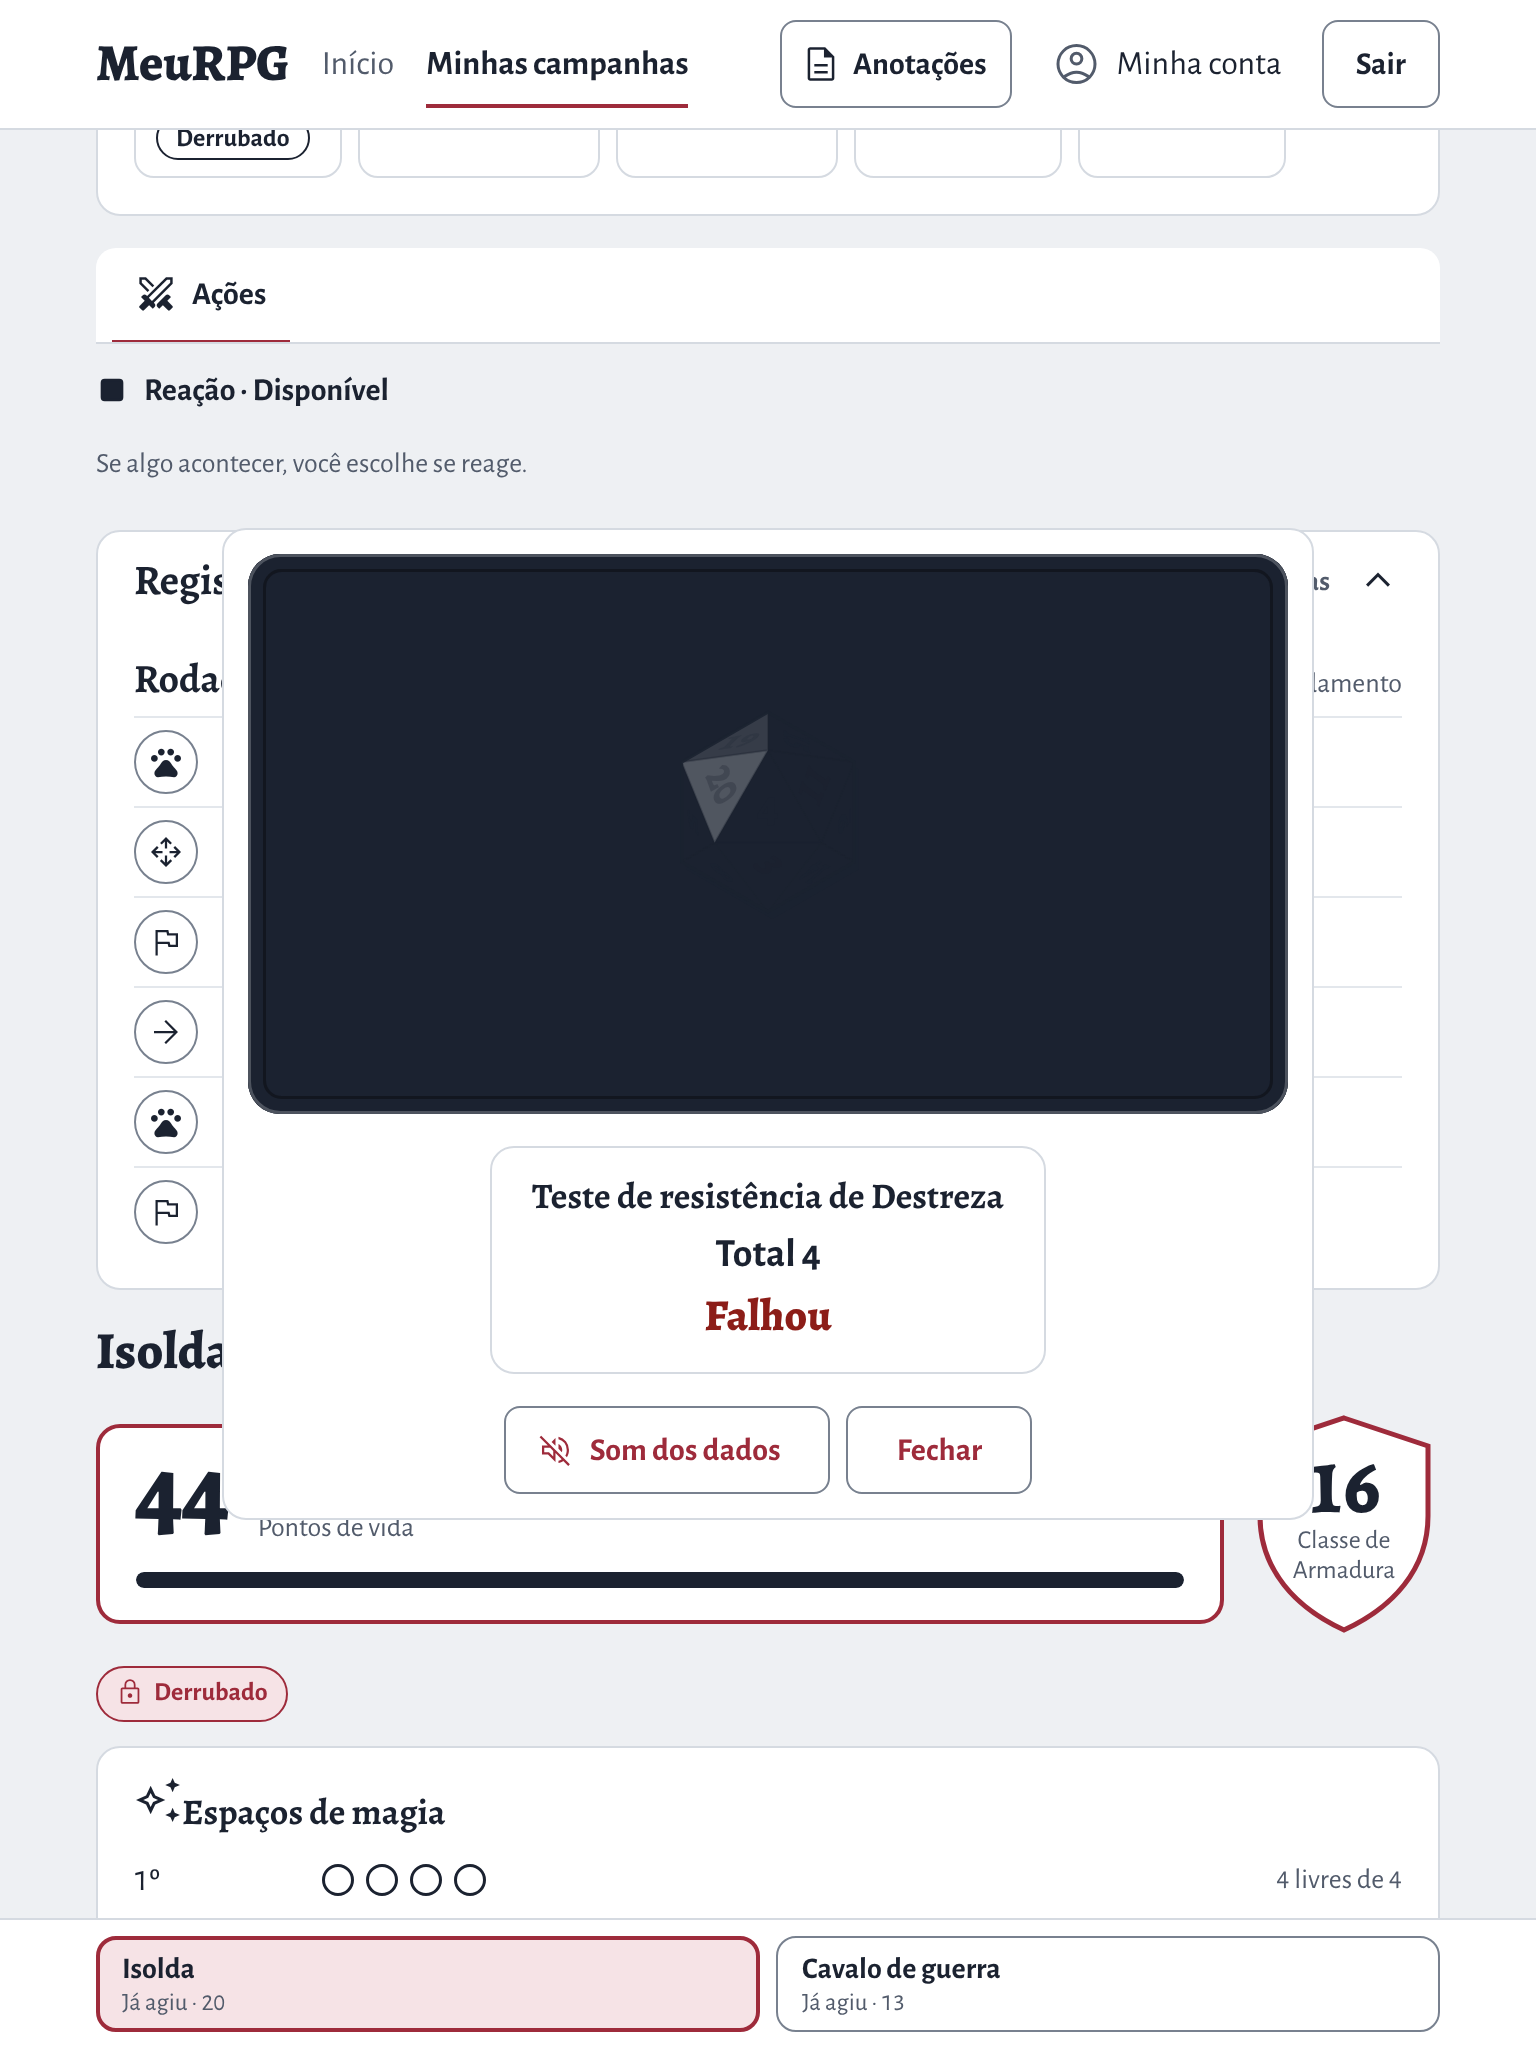 MeuRPG Início Minhas campanhas Anotações Minha conta Sair
Derrubado
Ações
Reação · Disponível
Se algo acontecer, você escolhe se reage.
20
Teste de resistência de Destreza
Total 4
Falhou
Som dos dados Fechar
44 Pontos de vida
16
Classe de
Armadura
Derrubado
Espaços de magia
1º 4 livres de 4
Isolda
Já agiu · 20
Cavalo de guerra
Já agiu · 13